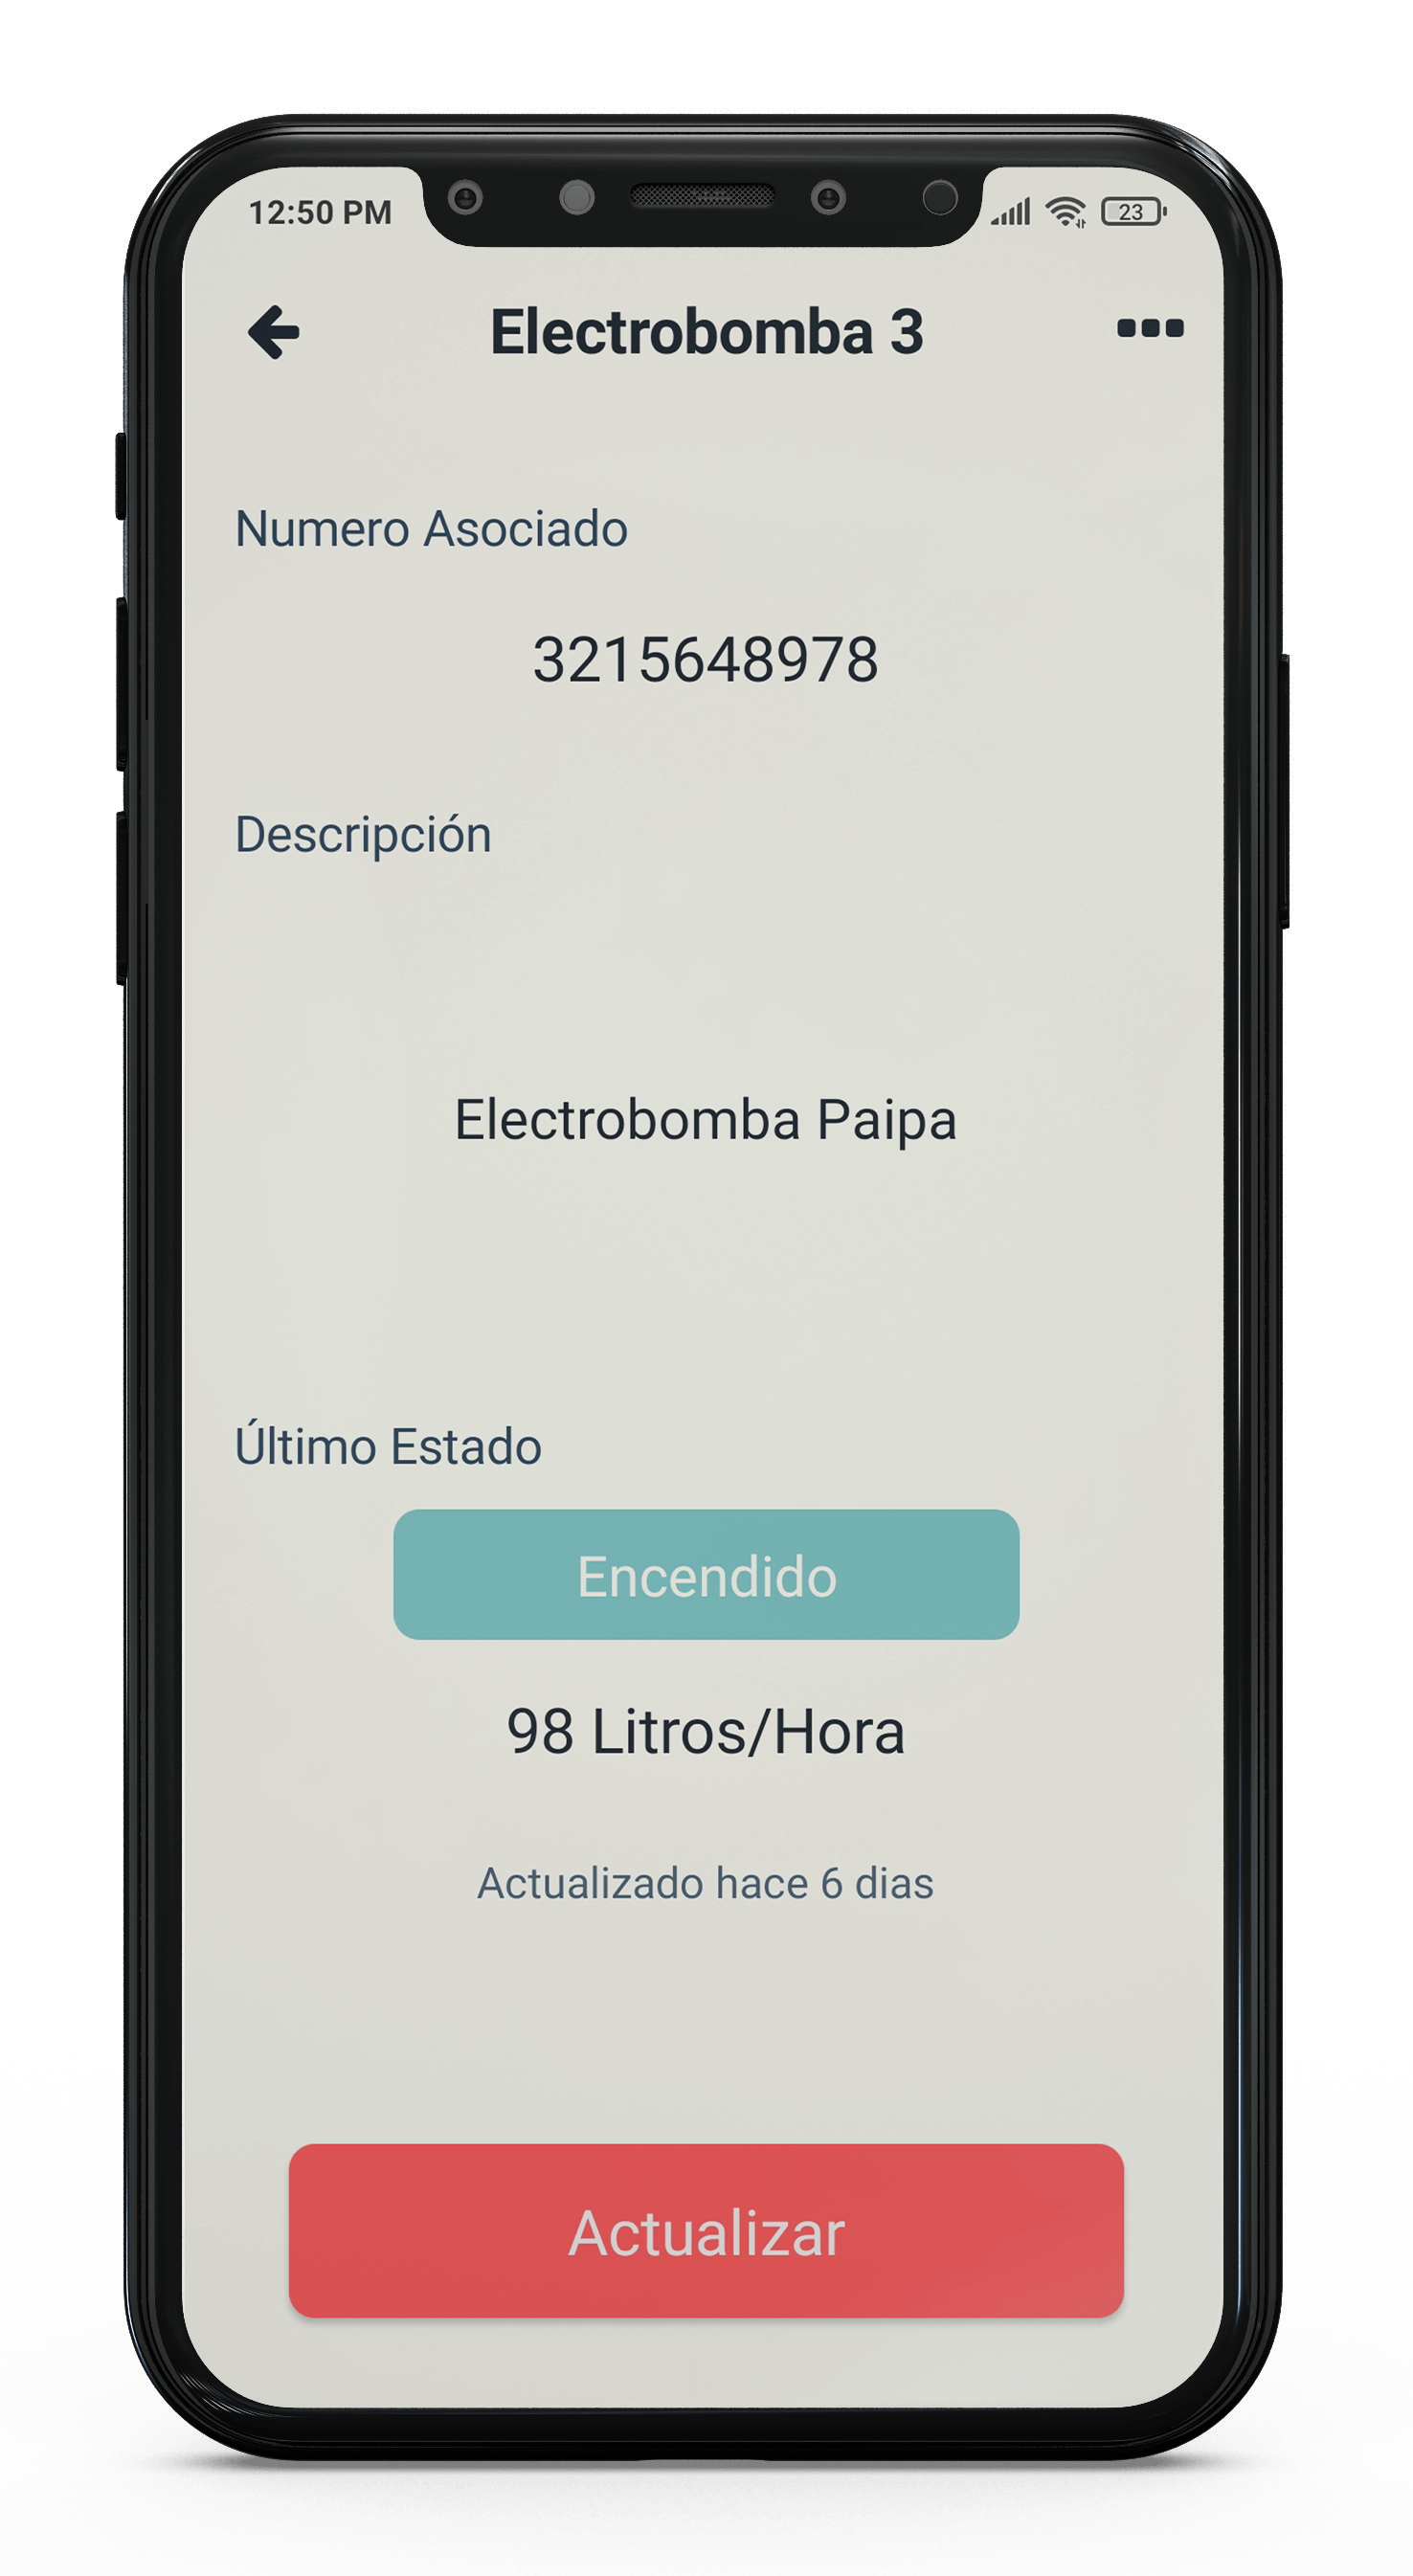 12:50 PM
23
Electrobomba 3
Numero Asociado
3215648978
Descripción
Electrobomba Paipa
Último Estado
Encendido
98 Litros/Hora
Actualizado hace 6 dias
Actualizar